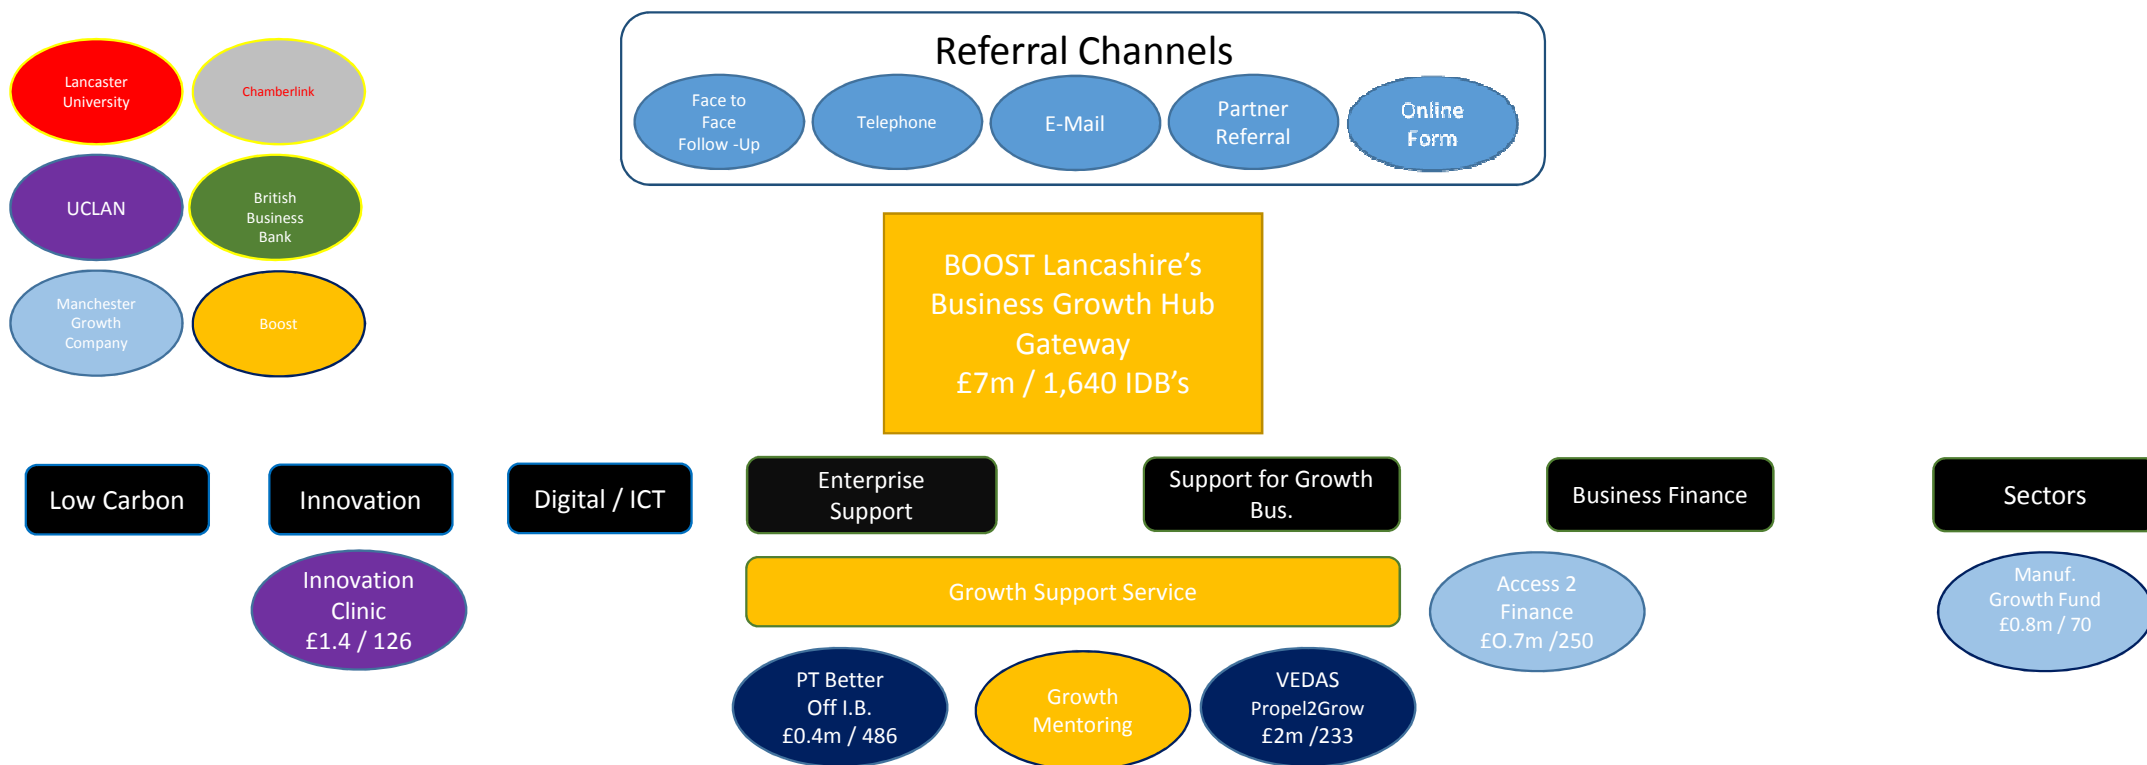 Lancaster
University
Chamberlink
UCLAN
British
Business
Bank
Manchester
Growth
Company
Boost
Referral Channels
Face to
Face
Follow -Up
Telephone
E-Mail
Partner
Referral
Online
Form
BOOST Lancashire’s
Business Growth Hub
Gateway
£7m / 1,640 IDB’s
Low Carbon
Innovation
Digital / ICT
Enterprise
Support
Support for Growth
Bus.
Business Finance
Sectors
Innovation
Clinic
£1.4 / 126
Growth Support Service
Access 2
Finance
£O.7m /250
Manuf.
Growth Fund
£0.8m / 70
PT Better
Off I.B.
£0.4m / 486
Growth
Mentoring
VEDAS
Propel2Grow
£2m /233